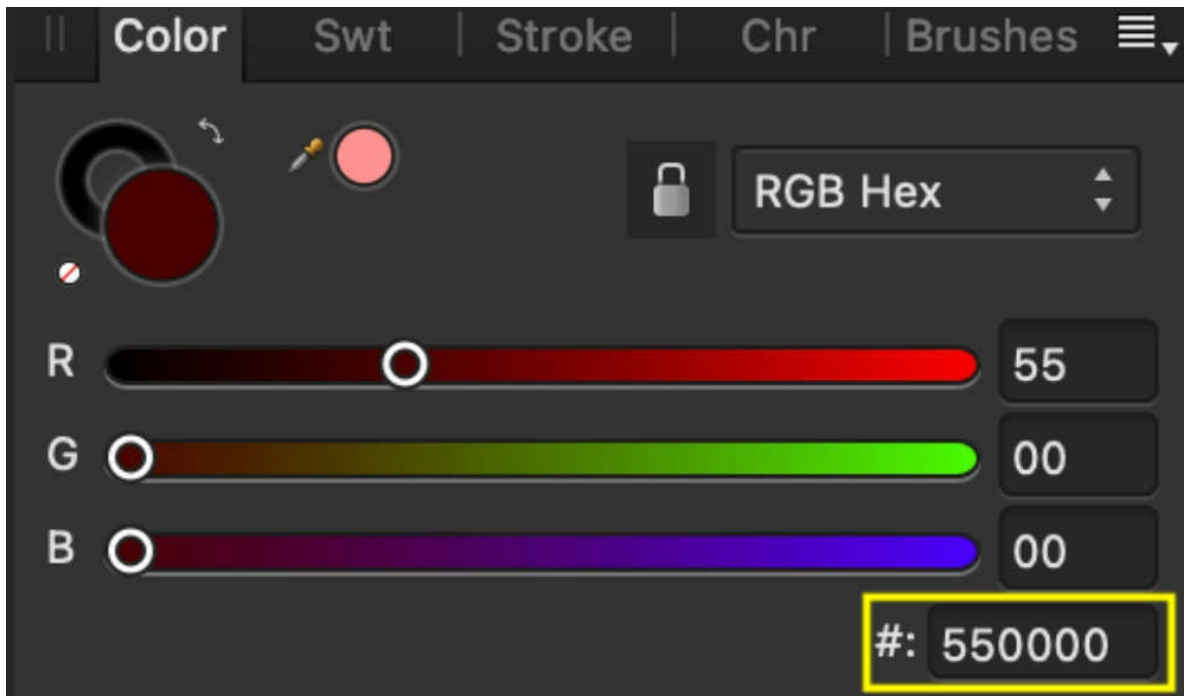 Color Swt | Stroke | Chr | Brushes
RGB Hex
R 55
G 00
B 00
#: 550000